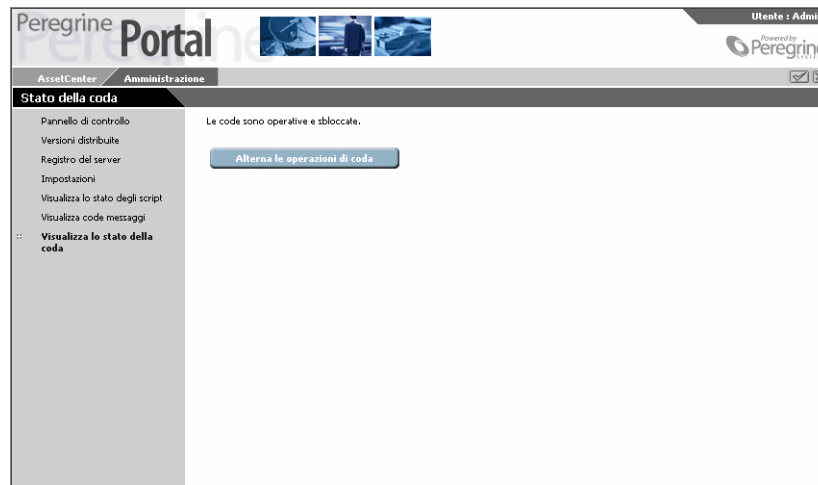 Peregrine Portal
Utente : Admi
Powered by
Peregrine
AssetCenter
Amministrazione
Stato della coda
Pannello di controllo
Le code sono operative e sbloccate.
Versioni distribuite
Alterna le operazioni di coda
Registro del server
Impostazioni
Visualizza lo stato degli script
Visualizza code messaggi
Visualizza lo stato della
coda